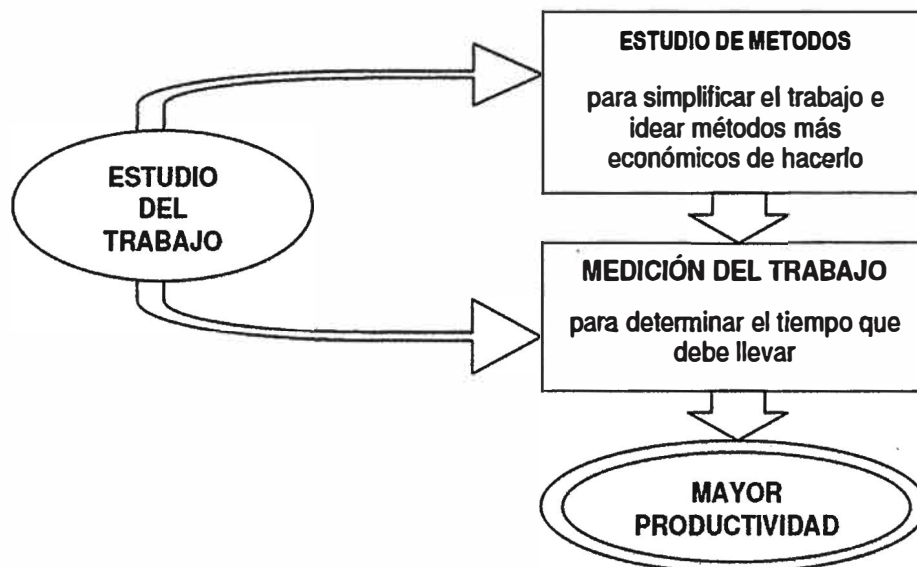 ESTUDIO DE METODOS
para simplificar el trabajo e
idear métodos más
económicos de hacerlo
ESTUDIO
DEL
TRABAJO
MEDICIÓN DEL TRABAJO
para determinar el tiempo que
debe llevar
MAYOR
PRODUCTIVIDAD